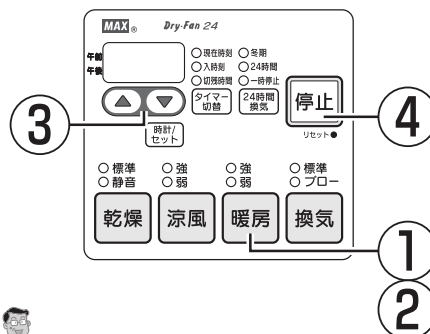 MAX® Dry-Fan 24
午前
午後
○現在時刻 ○冬期
○入時刻 ○24時間
○切残時間 ○一時停止
タイマー
切替
24時間
換気
停止
リセット●
▲ ▼
時計/
セット
③
④
○標準 ○強 ○強 ○標準
○静音 ○弱 ○弱 ○ブロー
乾燥 涼風 暖房 換気
①
②